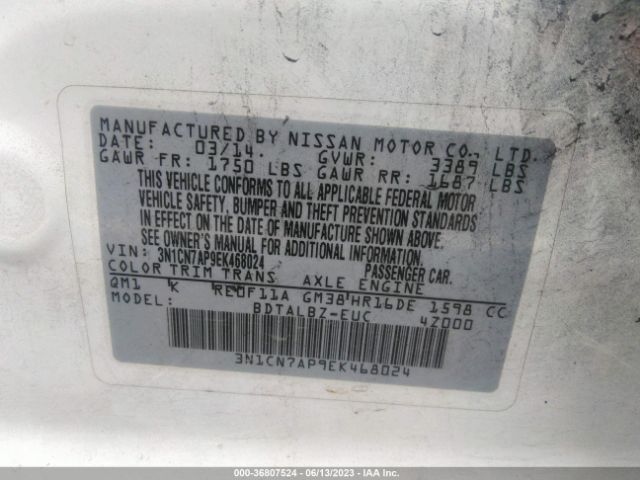 MANUFACTURED BY NISSAN MOTOR CO., LTD.
DATE: 03/14. GVWR: 3389 LBS
GAWR FR: 1750 LBS GAWR RR: 1687 LBS
THIS VEHICLE CONFORMS TO ALL APPLICABLE FEDERAL MOTOR
VEHICLE SAFETY, BUMPER AND THEFT PREVENTION STANDARDS
IN EFFECT ON THE DATE OF MANUFACTURE SHOWN ABOVE.
SEE OWNER'S MANUAL FOR ADDITIONAL INFORMATION.
VIN: 3N1CN7AP9EK468024 PASSENGER CAR.
COLOR TRIM TRANS AXLE ENGINE
QM1 K RE0F11A GM38 HR16DE 1598 CC
MODEL: BDTALBZ-EUC 4Z000
3N1CN7AP9EK468024
000-36807524 - 06/13/2023 - IAAI.COM